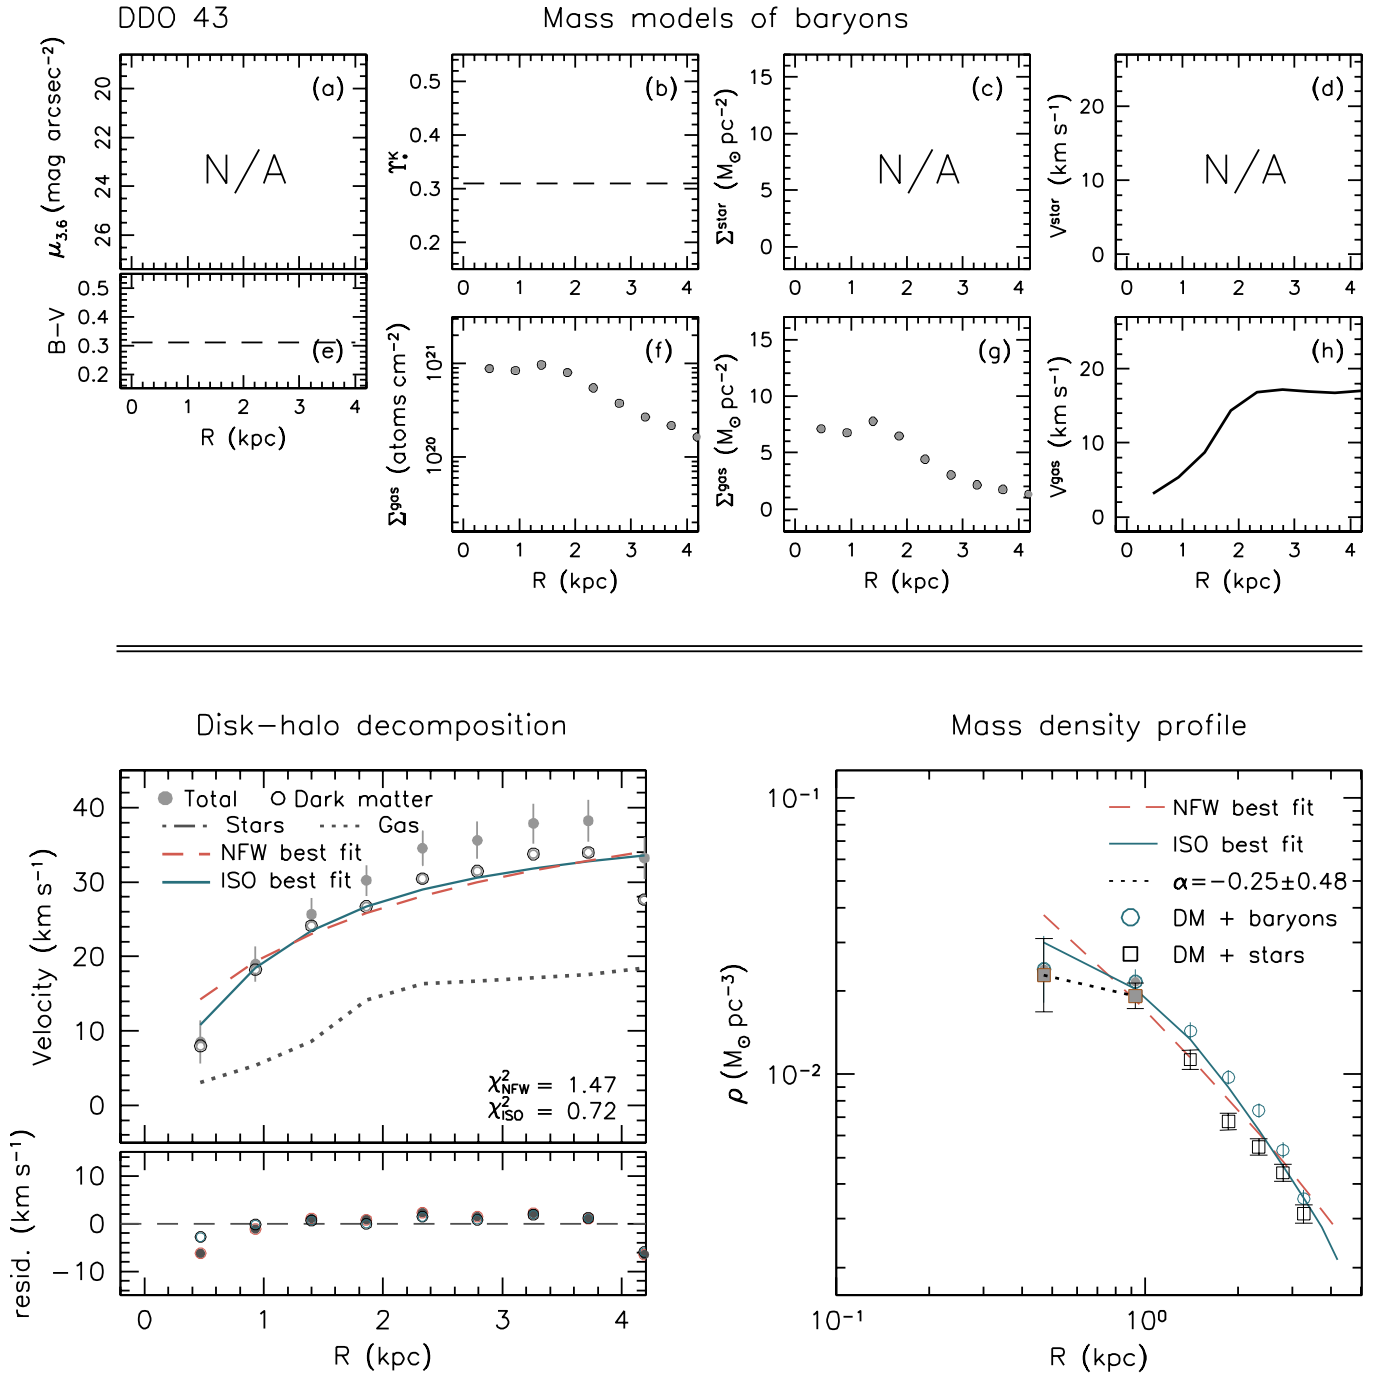 DDO 43 Mass models of baryons
μ3.6 (mag arcsec−2)
20
22
24
26
N/A
(a)
B−V
0.5
0.4
0.3
0.2
(e)
0 1 2 3 4
R (kpc)
ϒ⋆K
0.5
0.4
0.3
0.2
(b)
0 1 2 3 4
Σstar (M⊙ pc−2)
15
10
5
0
N/A
(c)
0 1 2 3 4
Vstar (km s−1)
20
10
0
N/A
(d)
0 1 2 3 4
Σgas (atoms cm−2)
10²¹
10²⁰
(f)
0 1 2 3 4
R (kpc)
Σgas (M⊙ pc−2)
15
10
5
0
(g)
0 1 2 3 4
R (kpc)
Vgas (km s−1)
20
10
0
(h)
0 1 2 3 4
R (kpc)
Disk−halo decomposition
Velocity (km s−1)
40
30
20
10
0
Total Dark matter
Stars Gas
NFW best fit
ISO best fit
χ²NFW = 1.47
χ²ISO = 0.72
resid. (km s−1)
10
0
−10
0 1 2 3 4
R (kpc)
Mass density profile
ρ (M⊙ pc−3)
10−1
10−2
NFW best fit
ISO best fit
α=−0.25±0.48
DM + baryons
DM + stars
10−1 10⁰
R (kpc)